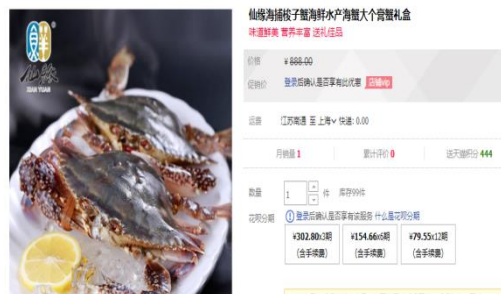 仙缘海捕梭子蟹海鲜水产海蟹大个膏蟹礼盒
味道鲜美 营养丰富 送礼佳品
仙缘
XIAN YUAN
价格 ¥ 888.00
促销价 登录后确认是否享有此优惠 店铺vip
运费 江苏南通 至 上海 快递: 0.00
月销量 1 累计评价 0 送天猫积分 444
数量 1 件 库存99件
花呗分期 登录后确认是否享有该服务 什么是花呗分期
¥302.80x3期 ¥154.66x6期 ¥79.55x12期
(含手续费) (含手续费) (含手续费)